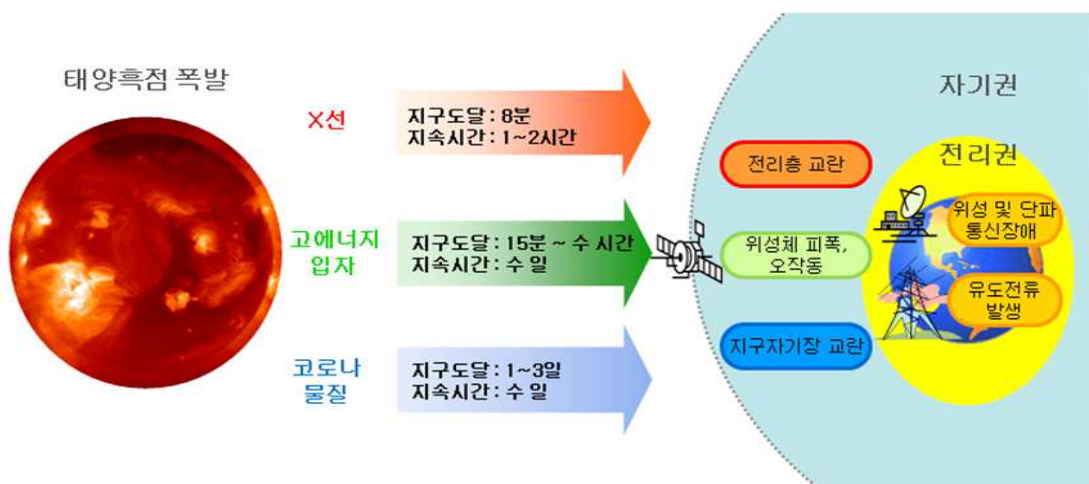 태양흑점 폭발
X선
지구도달 : 8분
지속시간 : 1~2시간
고에너지
입자
지구도달 : 15분 ~ 수 시간
지속시간 : 수 일
코로나
물질
지구도달 : 1~3일
지속시간 : 수 일
자기권
전리권
전리층 교란
위성체 피폭,
오작동
지구자기장 교란
위성 및 단파
통신장애
유도전류
발생